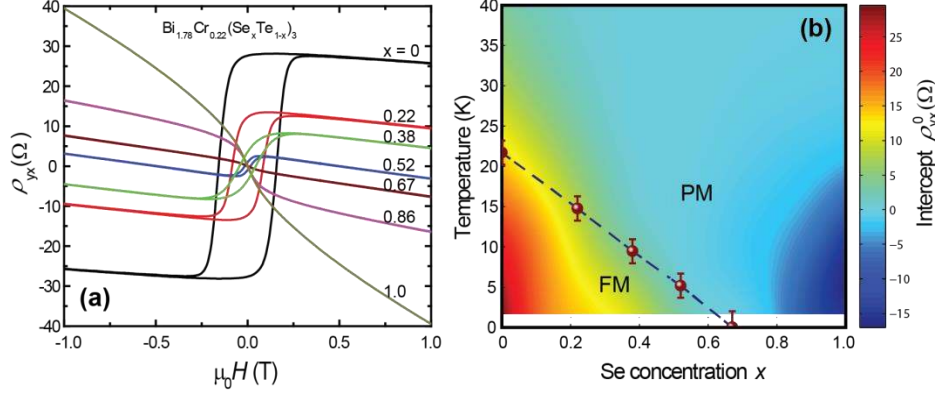 40
30
20
10
0
-10
-20
-30
-40
ρyx(Ω)
Bi1.78Cr0.22(SexTe1-x)3
x = 0
0.22
0.38
0.52
0.67
0.86
1.0
(a)
-1.0 -0.5 0.0 0.5 1.0
μ0H (T)
(b)
40
35
30
25
20
15
10
5
0
Temperature (K)
PM
FM
0.0 0.2 0.4 0.6 0.8 1.0
Se concentration x
25
20
15
10
5
0
-5
-10
-15
Intercept ρ0yx(Ω)